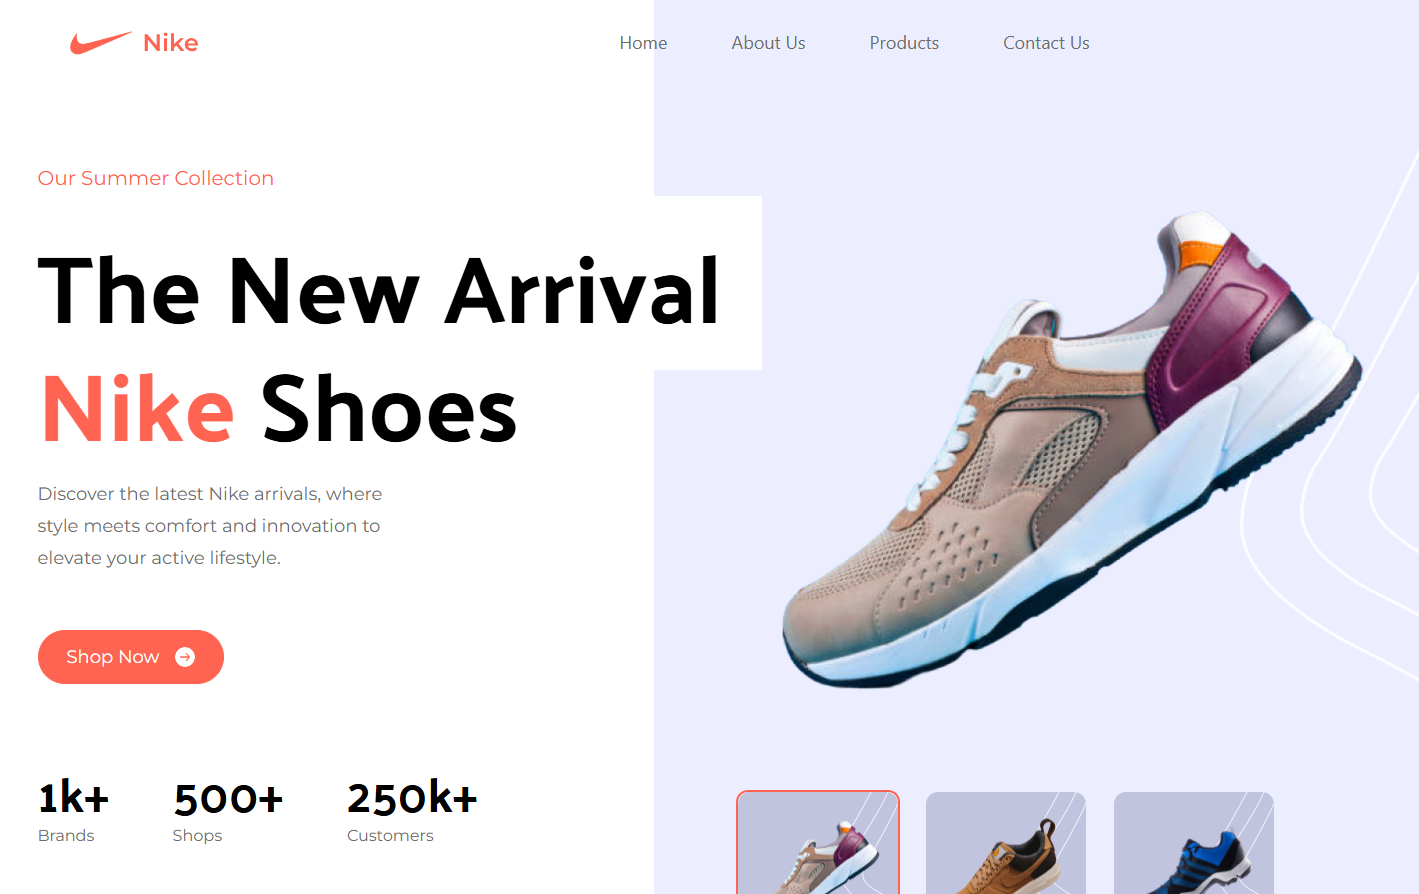 Nike
Home
About Us
Products
Contact Us
Our Summer Collection
The New Arrival
Nike Shoes
Discover the latest Nike arrivals, where
style meets comfort and innovation to
elevate your active lifestyle.
Shop Now
1k+
Brands
500+
Shops
250k+
Customers